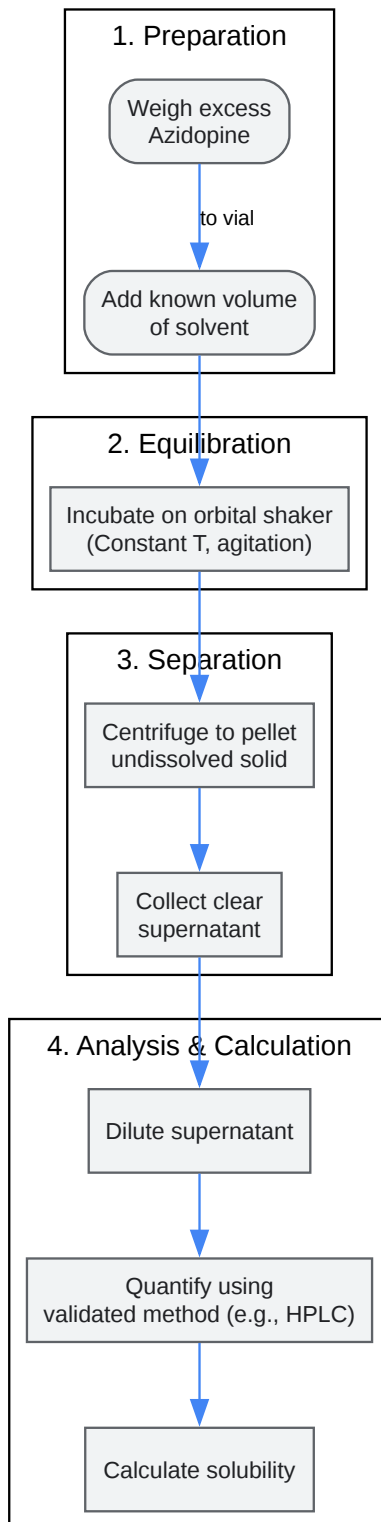 1. Preparation
Weigh excess
Azidopine
to vial
Add known volume
of solvent
2. Equilibration
Incubate on orbital shaker
(Constant T, agitation)
3. Separation
Centrifuge to pellet
undissolved solid
Collect clear
supernatant
4. Analysis & Calculation
Dilute supernatant
Quantify using
validated method (e.g., HPLC)
Calculate solubility